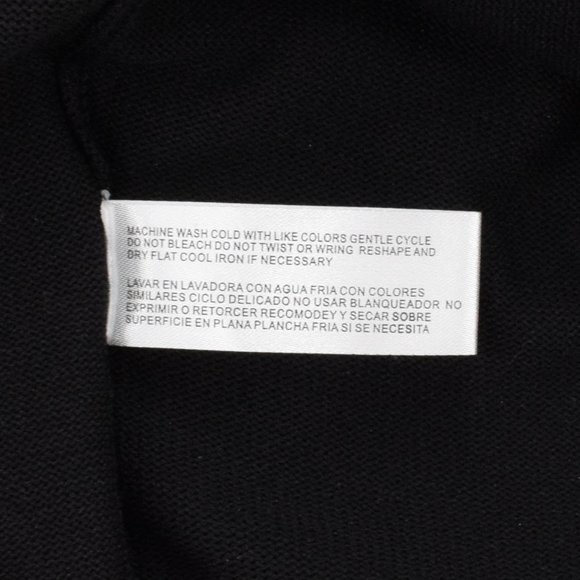 MACHINE WASH COLD WITH LIKE COLORS GENTLE CYCLE
DO NOT BLEACH DO NOT TWIST OR WRING RESHAPE AND
DRY FLAT COOL IRON IF NECESSARY
LAVAR EN LAVADORA CON AGUA FRIA CON COLORES
SIMILARES CICLO DELICADO NO USAR BLANQUEADOR NO
EXPRIMIR O RETORCER RECOMODEY Y SECAR SOBRE
SUPERFICIE EN PLANA PLANCHA FRIA SI SE NECESITA